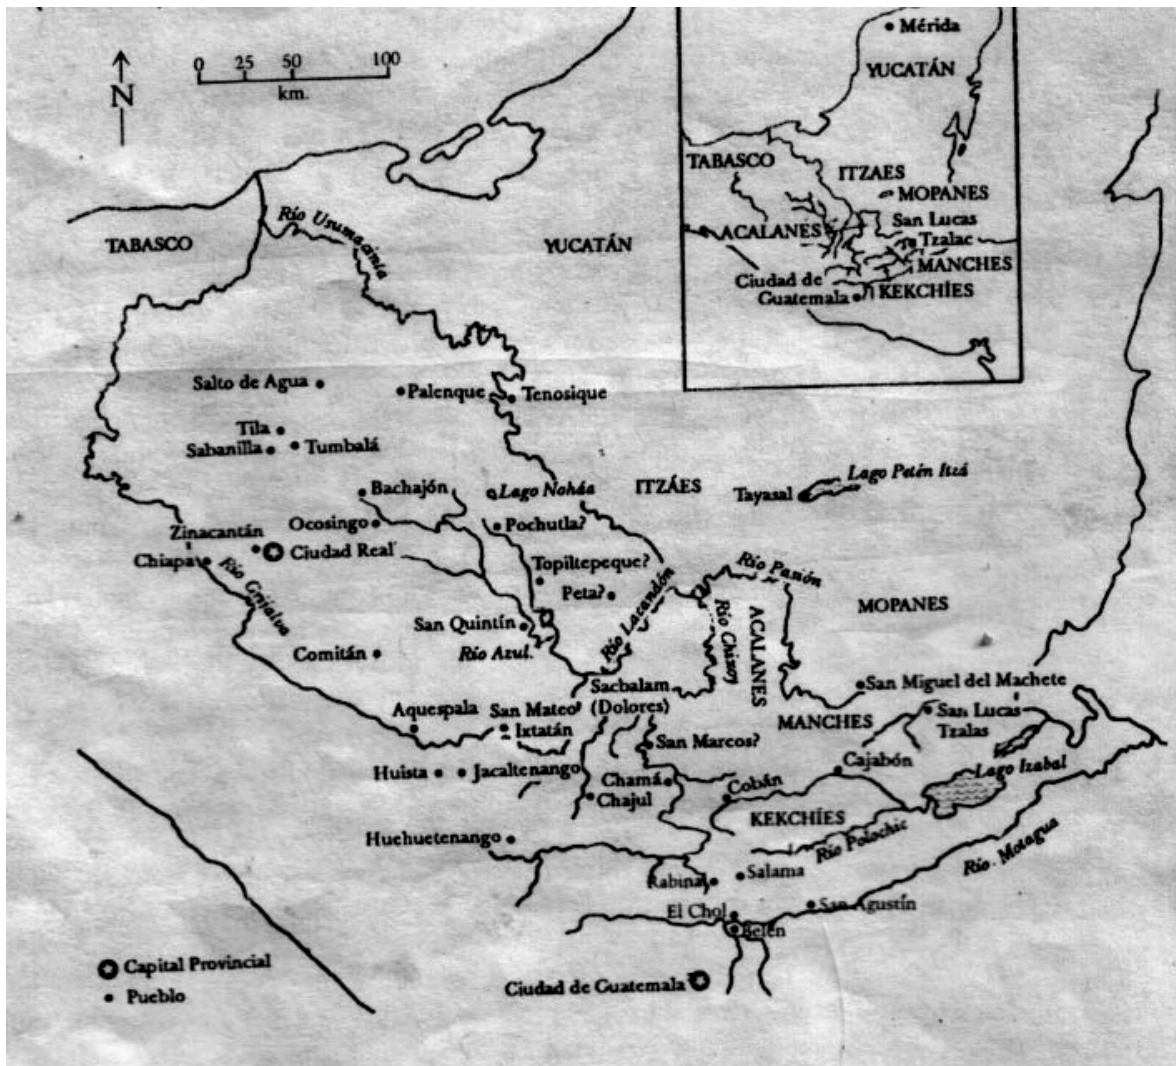 0 25 50 100
km.
N
Mérida
YUCATÁN
TABASCO
ITZAES
MOPANES
San Lucas
Tzalac
ACALANES
MANCHES
Ciudad de
Guatemala
KEKCHÍES
TABASCO
Río Usumacinta
YUCATÁN
Salto de Agua
Palenque
Tenosique
Tila
Sabanilla
Tumbalá
Bachajón
Lago Noháa
ITZÁES
Tayasal
Lago Petén Itzá
Ocosingo
Pochutla?
Zinacantán
Ciudad Real
Chiapa
Río Grijalva
Topiltepeque?
Peta?
Río Lacandón
Río Pasión
Río Chixoy
ACALANES
MOPANES
San Quintín
Río Azul.
Comitán
Sacbalam
(Dolores)
San Miguel del Machete
Aquespala
San Mateo
Ixtatán
MANCHES
San Lucas
Tzalas
San Marcos?
Huista
Jacaltenango
Chamá
Chajul
Cobán
Cajabón
Lago Izabal
KEKCHÍES
Huehuetenango
Río Polochic
Río Motagua
Rabinal
Salama
El Chol
San Agustín
Belén
Capital Provincial
Pueblo
Ciudad de Guatemala